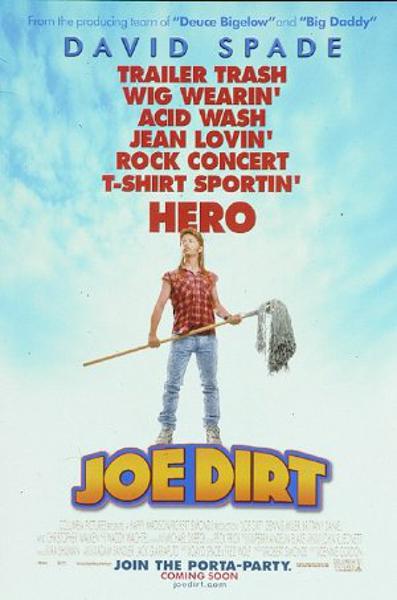 From the producing team of "Deuce Bigelow" and "Big Daddy"
DAVID SPADE
TRAILER TRASH
WIG WEARIN'
ACID WASH
JEAN LOVIN'
ROCK CONCERT
T-SHIRT SPORTIN'
HERO
JOE DIRT
JOIN THE PORTA-PARTY.
COMING SOON
joedirt.com